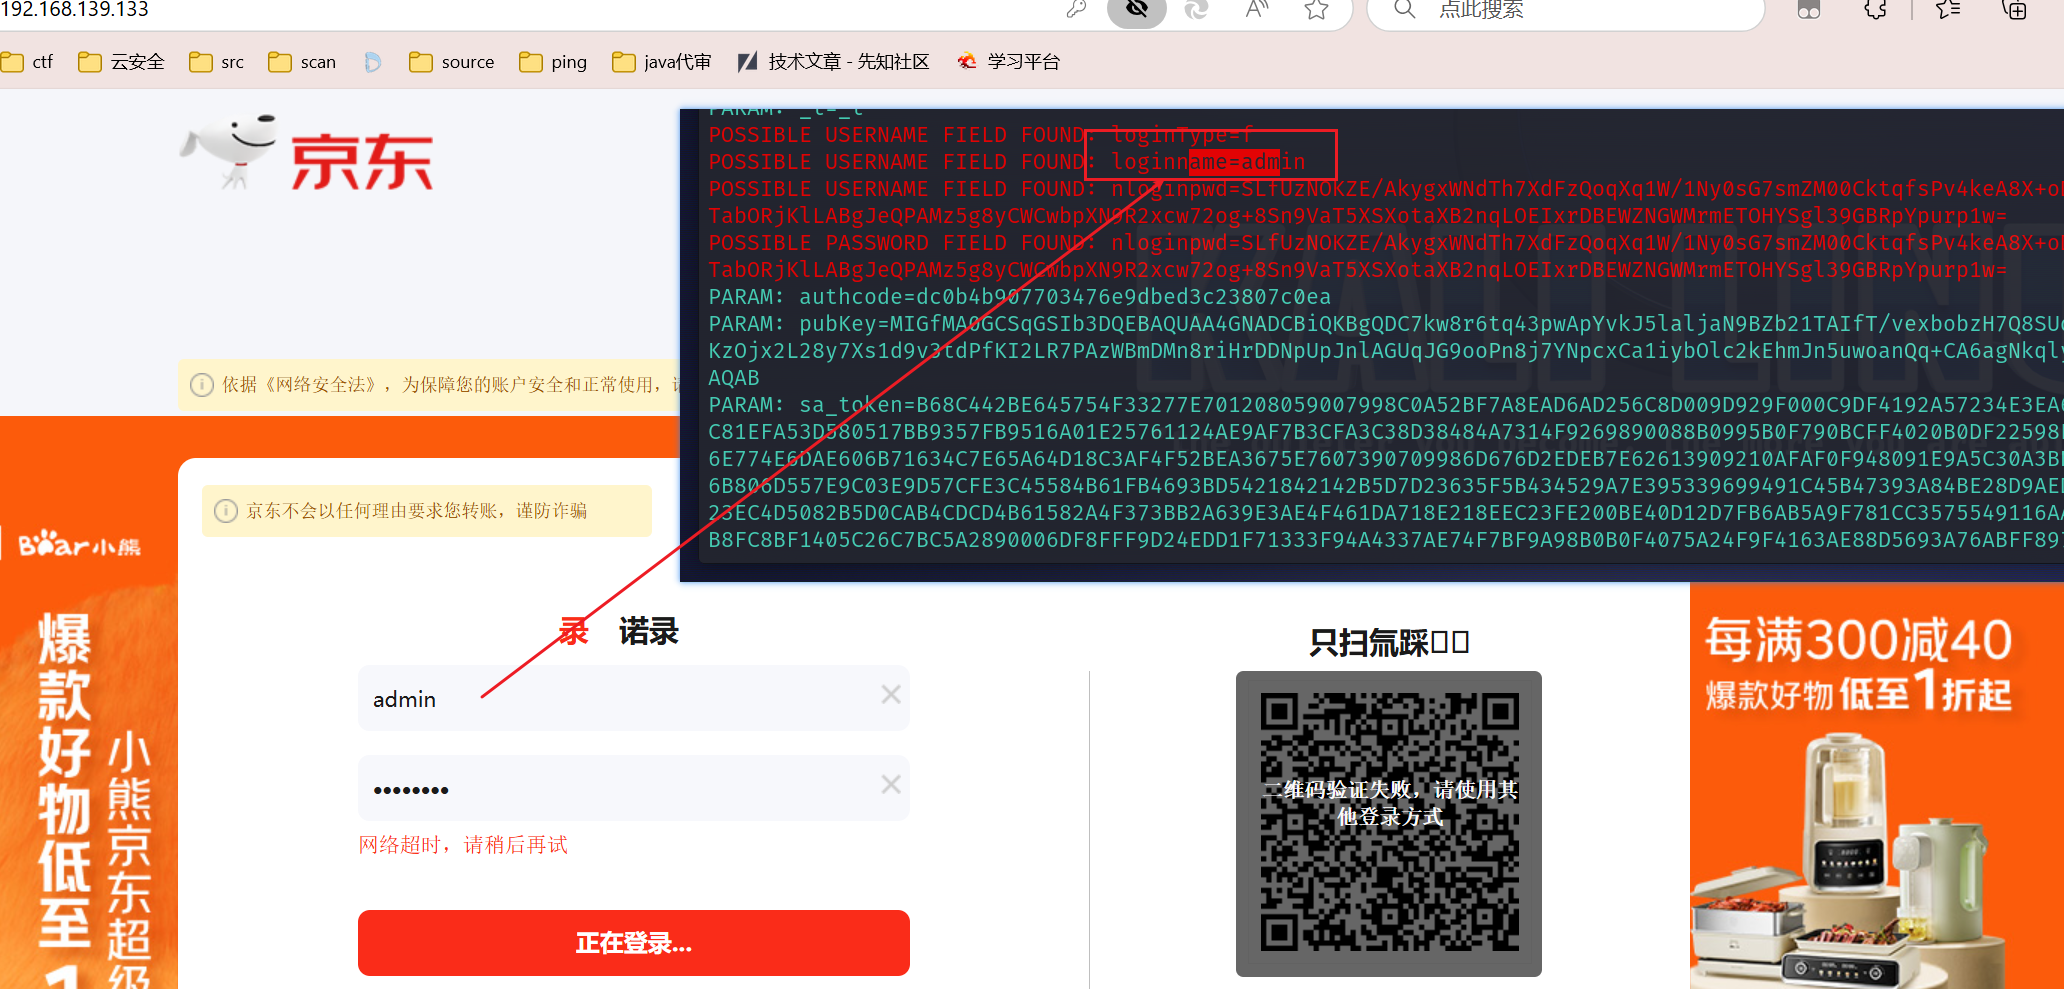 192.168.139.133
点此搜索
ctf 云安全 src scan source ping java代审 技术文章 - 先知社区 学习平台
京东
PARAM: _t=_t
POSSIBLE USERNAME FIELD FOUND: loginType=f
POSSIBLE USERNAME FIELD FOUND: loginname=admin
POSSIBLE USERNAME FIELD FOUND: nloginpwd=SLfUzNOKZE/AkygxWNdTh7XdFzQoqXq1W/1Ny0sG7smZM00CktqfsPv4keA8X+o
TabORjKlLABgJeQPAMz5g8yCWCwbpXN9R2xcw72og+8Sn9VaT5XSXotaXB2nqLOEIxrDBEWZNGWMrmETOHYSgl39GBRpYpurp1w=
POSSIBLE PASSWORD FIELD FOUND: nloginpwd=SLfUzNOKZE/AkygxWNdTh7XdFzQoqXq1W/1Ny0sG7smZM00CktqfsPv4keA8X+o
TabORjKlLABgJeQPAMz5g8yCWCwbpXN9R2xcw72og+8Sn9VaT5XSXotaXB2nqLOEIxrDBEWZNGWMrmETOHYSgl39GBRpYpurp1w=
PARAM: authcode=dc0b4b907703476e9dbed3c23807c0ea
PARAM: pubKey=MIGfMA0GCSqGSIb3DQEBAQUAA4GNADCBiQKBgQDC7kw8r6tq43pwApYvkJ5laljaN9BZb21TAIfT/vexbobzH7Q8SU
KzOjx2L28y7Xs1d9v3tdPfKI2LR7PAzWBmDMn8riHrDDNpUpJnlAGUqJG9ooPn8j7YNpcxCa1iybOlc2kEhmJn5uwoanQq+CA6agNkqly
AQAB
PARAM: sa_token=B68C442BE645754F33277E701208059007998C0A52BF7A8EAD6AD256C8D009D929F000C9DF4192A57234E3EA
C81EFA53D580517BB9357FB9516A01E25761124AE9AF7B3CFA3C38D38484A7314F9269890088B0995B0F790BCFF4020B0DF22598
6E774E6DAE606B71634C7E65A64D18C3AF4F52BEA3675E7607390709986D676D2EDEB7E62613909210AFAF0F948091E9A5C30A3B
6B806D557E9C03E9D57CFE3C45584B61FB4693BD5421842142B5D7D23635F5B434529A7E395339699491C45B47393A84BE28D9AE
23EC4D5082B5D0CAB4CDCD4B61582A4F373BB2A639E3AE4F461DA718E218EEC23FE200BE40D12D7FB6AB5A9F781CC3575549116A
B8FC8BF1405C26C7BC5A2890006DF8FFF9D24EDD1F71333F94A4337AE74F7BF9A98B0B0F4075A24F9F4163AE88D5693A76ABFF897
依据《网络安全法》，为保障您的账户安全和正常使用，
京东不会以任何理由要求您转账，谨防诈骗
Bear小熊
爆款好物低至1
小熊京东超级
录 诺录
admin
••••••••
网络超时，请稍后再试
正在登录...
只扫氚踩
二维码验证失败，请使用其
他登录方式
每满300减40
爆款好物 低至1折起